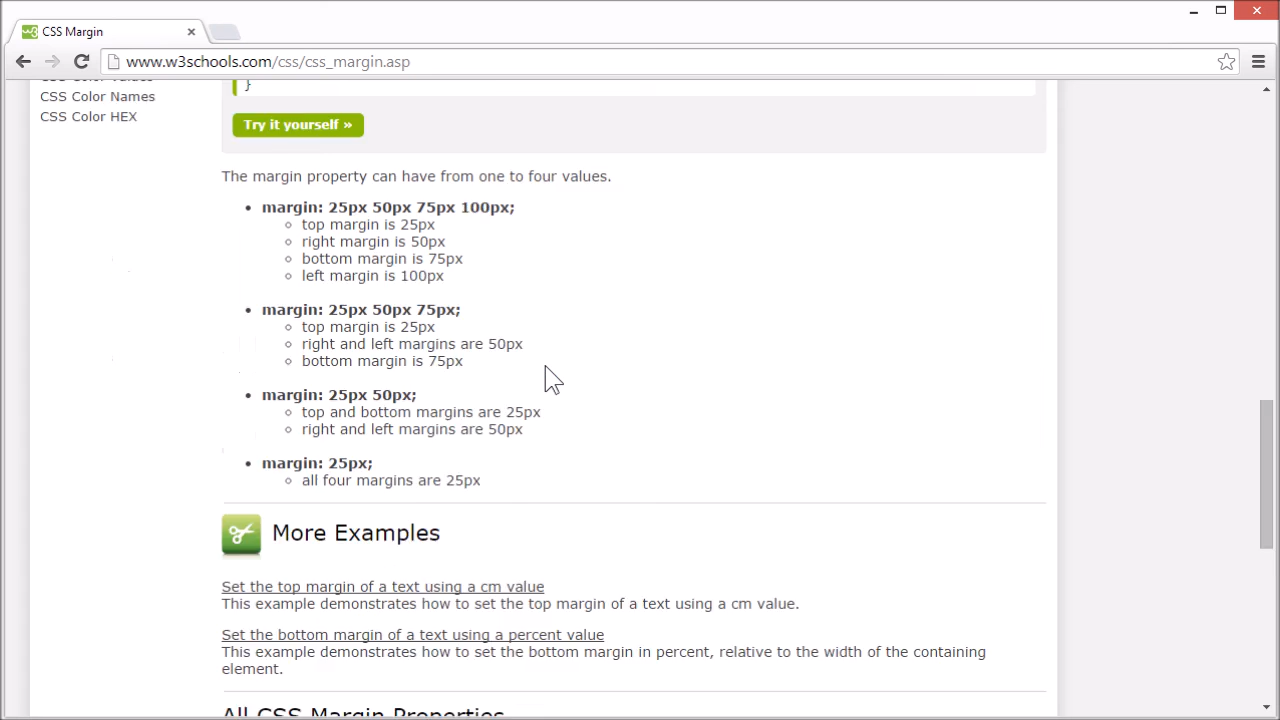 CSS Margin
www.w3schools.com/css/css_margin.asp
CSS Color Values
CSS Color Names
CSS Color HEX
}
Try it yourself »
The margin property can have from one to four values.
margin: 25px 50px 75px 100px;
top margin is 25px
right margin is 50px
bottom margin is 75px
left margin is 100px
margin: 25px 50px 75px;
top margin is 25px
right and left margins are 50px
bottom margin is 75px
margin: 25px 50px;
top and bottom margins are 25px
right and left margins are 50px
margin: 25px;
all four margins are 25px
More Examples
Set the top margin of a text using a cm value
This example demonstrates how to set the top margin of a text using a cm value.
Set the bottom margin of a text using a percent value
This example demonstrates how to set the bottom margin in percent, relative to the width of the containing
element.
All CSS Margin Properties